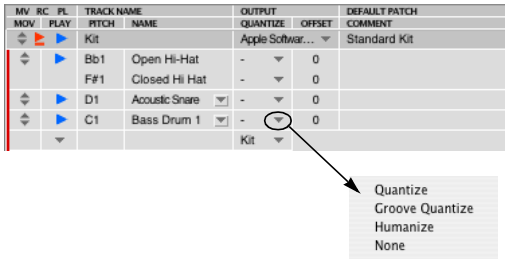 MV RC PL TRACK NAME OUTPUT DEFAULT PATCH
MOV PLAY PITCH NAME QUANTIZE OFFSET COMMENT
Kit Apple Softwar... Standard Kit
Bb1 Open Hi-Hat - 0
F#1 Closed Hi Hat - 0
D1 Acoustic Snare - 0
C1 Bass Drum 1 - 0
Kit
Quantize
Groove Quantize
Humanize
None